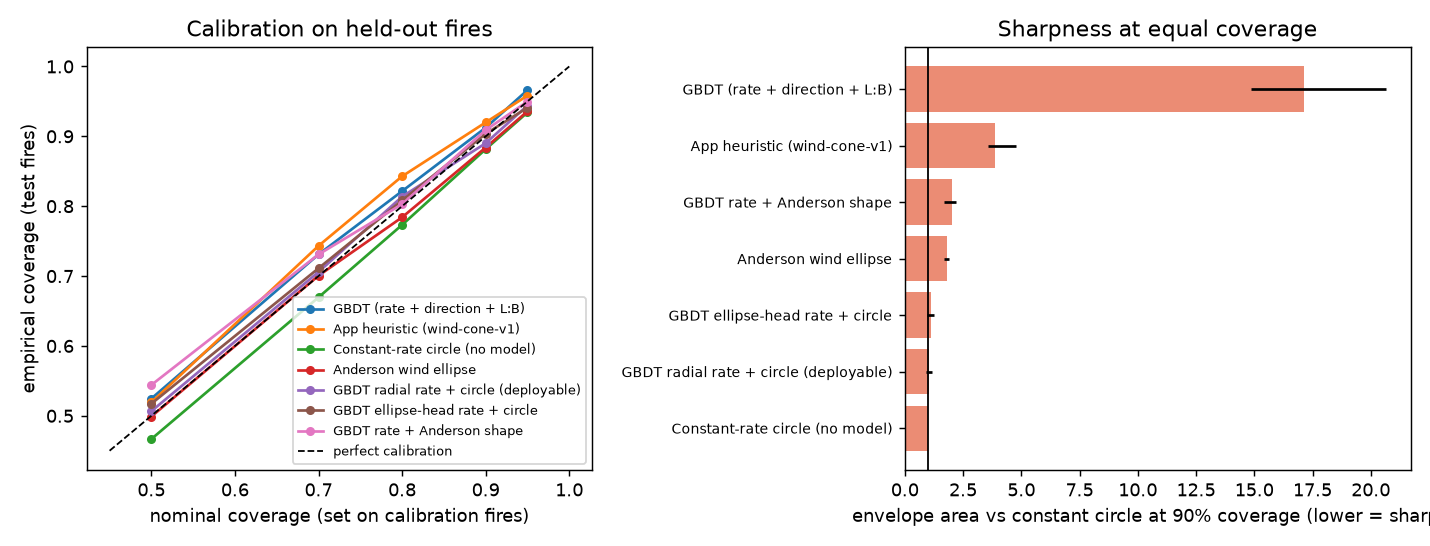 Calibration on held-out fires
empirical coverage (test fires)
1.0
0.9
0.8
0.7
0.6
0.5
GBDT (rate + direction + L:B)
App heuristic (wind-cone-v1)
Constant-rate circle (no model)
Anderson wind ellipse
GBDT radial rate + circle (deployable)
GBDT ellipse-head rate + circle
GBDT rate + Anderson shape
perfect calibration
0.5 0.6 0.7 0.8 0.9 1.0
nominal coverage (set on calibration fires)
Sharpness at equal coverage
GBDT (rate + direction + L:B)
App heuristic (wind-cone-v1)
GBDT rate + Anderson shape
Anderson wind ellipse
GBDT ellipse-head rate + circle
GBDT radial rate + circle (deployable)
Constant-rate circle (no model)
0.0 2.5 5.0 7.5 10.0 12.5 15.0 17.5 20.0
envelope area vs constant circle at 90% coverage (lower = sharp